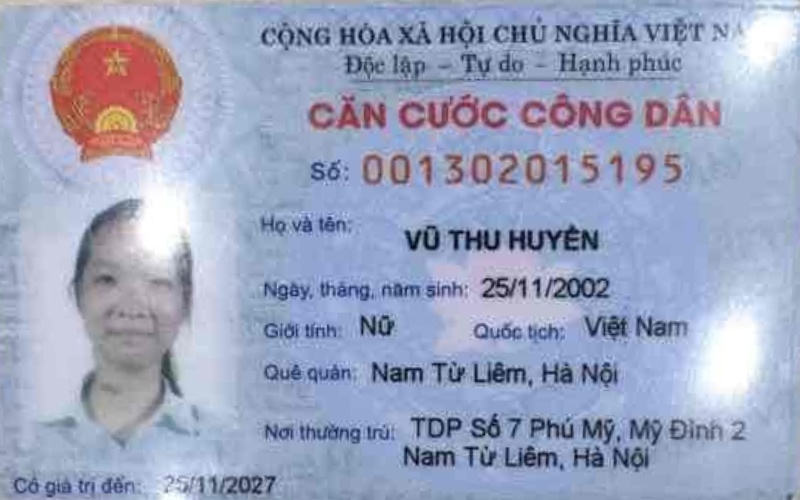 CỘNG HÒA XÃ HỘI CHỦ NGHĨA VIỆT
Độc lập - Tự do - Hạnh phúc
CĂN CƯỚC CÔNG DÂN
Số: 001302015195
Họ và tên: VŨ THU HUYỀN
Ngày, tháng, năm sinh: 25/11/2002
Giới tính: Nữ Quốc tịch: Việt Nam
Quê quán: Nam Từ Liêm, Hà Nội
Nơi thường trú: TDP Số 7 Phú Mỹ, Mỹ Đình 2
Nam Từ Liêm, Hà Nội
Có giá trị đến: 25/11/2027